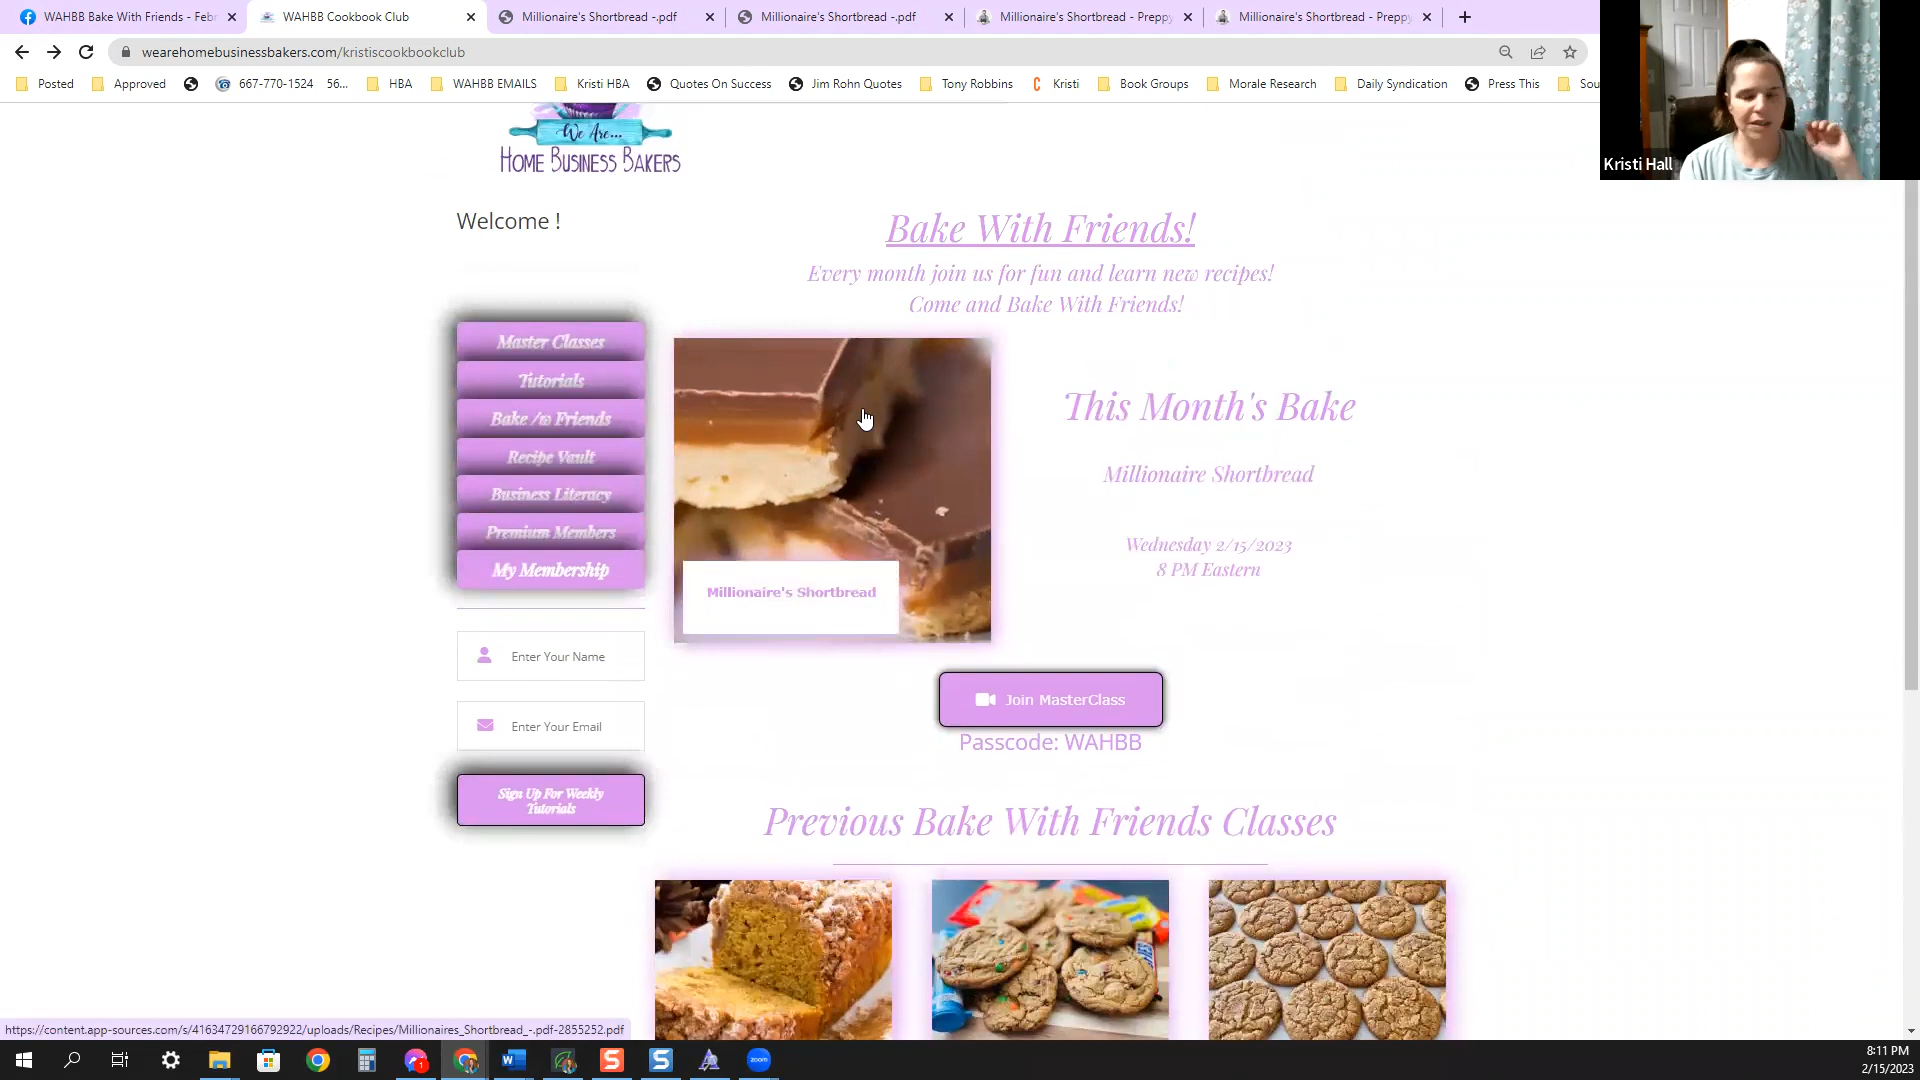 WAHBB Bake With Friends - Febr
WAHBB Cookbook Club
Millionaire's Shortbread -.pdf
Millionaire's Shortbread -.pdf
Millionaire's Shortbread - Preppy
Millionaire's Shortbread - Preppy
wearehomebusinessbakers.com/kristiscookbookclub
Posted
Approved
667-770-1524 56...
HBA
WAHBB EMAILS
Kristi HBA
Quotes On Success
Jim Rohn Quotes
Tony Robbins
Kristi
Book Groups
Morale Research
Daily Syndication
Press This
Sou
Kristi Hall
We Are...
HOME BUSINESS BAKERS
Welcome !
Bake With Friends!
Every month join us for fun and learn new recipes!
Come and Bake With Friends!
Master Classes
Tutorials
Bake /w Friends
Recipe Vault
Business Literacy
Premium Members
My Membership
Enter Your Name
Enter Your Email
Sign Up For Weekly
Tutorials
Millionaire's Shortbread
This Month's Bake
Millionaire Shortbread
Wednesday 2/15/2023
8 PM Eastern
Join MasterClass
Passcode: WAHBB
Previous Bake With Friends Classes
https://content.app-sources.com/s/41634729166792922/uploads/Recipes/Millionaires_Shortbread_-.pdf-2855252.pdf
zoom
8:11 PM
2/15/2023